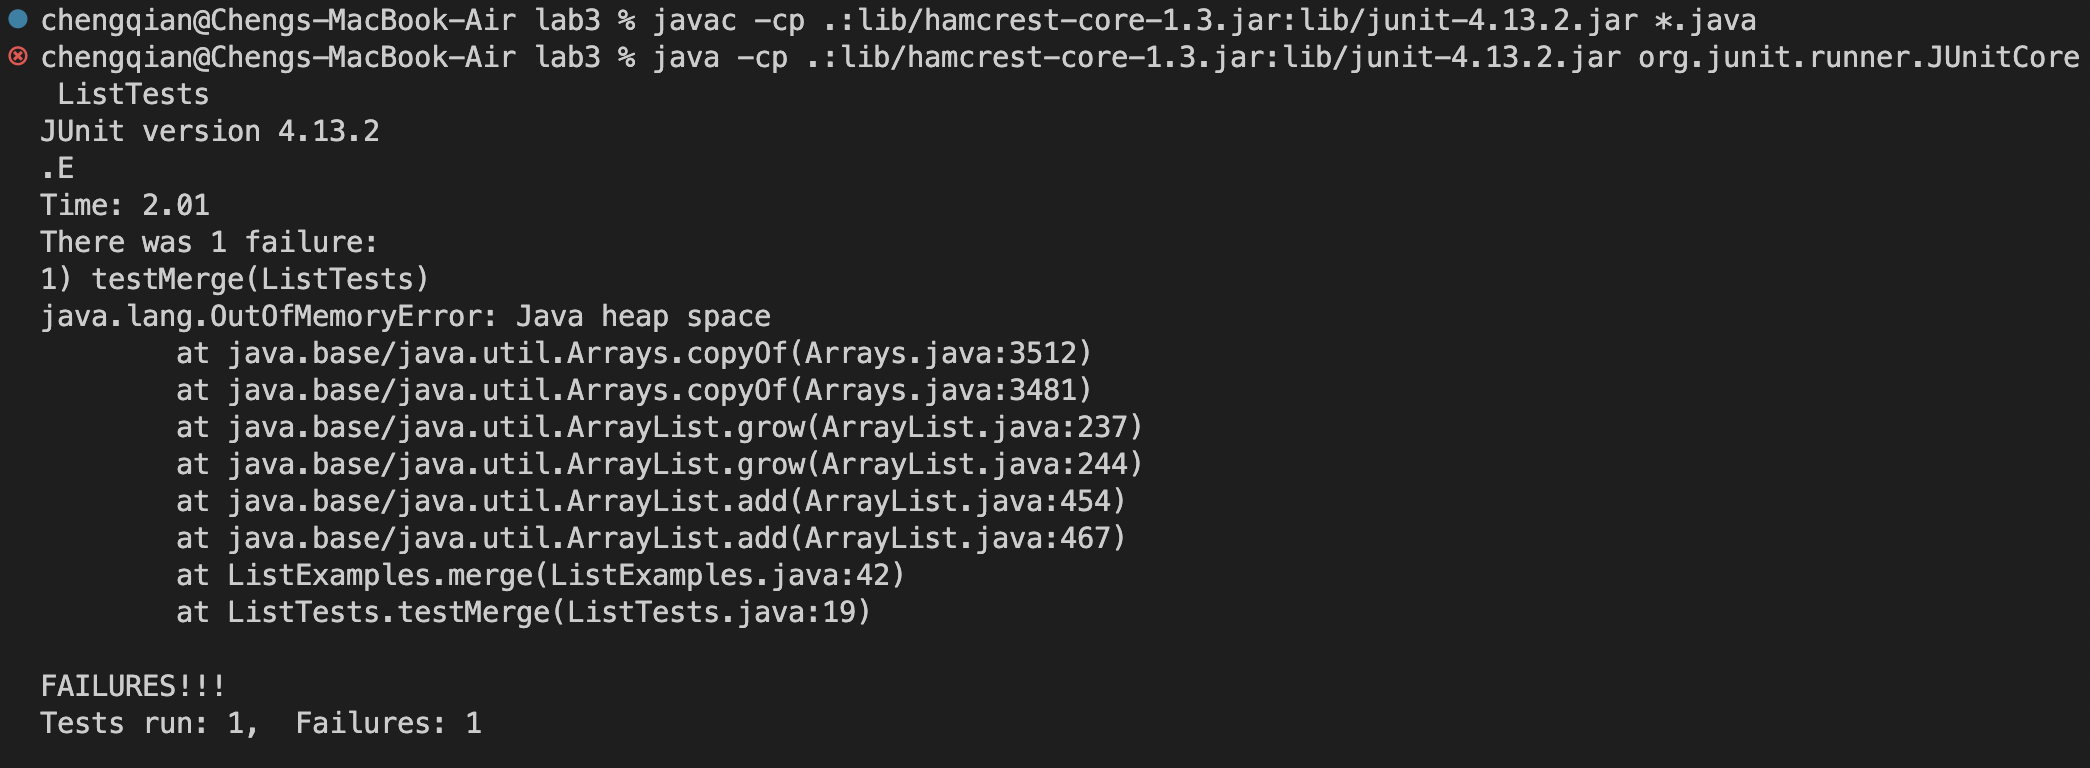 chengqian@Chengs-MacBook-Air lab3 % javac -cp .:lib/hamcrest-core-1.3.jar:lib/junit-4.13.2.jar *.java
chengqian@Chengs-MacBook-Air lab3 % java -cp .:lib/hamcrest-core-1.3.jar:lib/junit-4.13.2.jar org.junit.runner.JUnitCore
 ListTests
JUnit version 4.13.2
.E
Time: 2.01
There was 1 failure:
1) testMerge(ListTests)
java.lang.OutOfMemoryError: Java heap space
        at java.base/java.util.Arrays.copyOf(Arrays.java:3512)
        at java.base/java.util.Arrays.copyOf(Arrays.java:3481)
        at java.base/java.util.ArrayList.grow(ArrayList.java:237)
        at java.base/java.util.ArrayList.grow(ArrayList.java:244)
        at java.base/java.util.ArrayList.add(ArrayList.java:454)
        at java.base/java.util.ArrayList.add(ArrayList.java:467)
        at ListExamples.merge(ListExamples.java:42)
        at ListTests.testMerge(ListTests.java:19)

FAILURES!!!
Tests run: 1,  Failures: 1